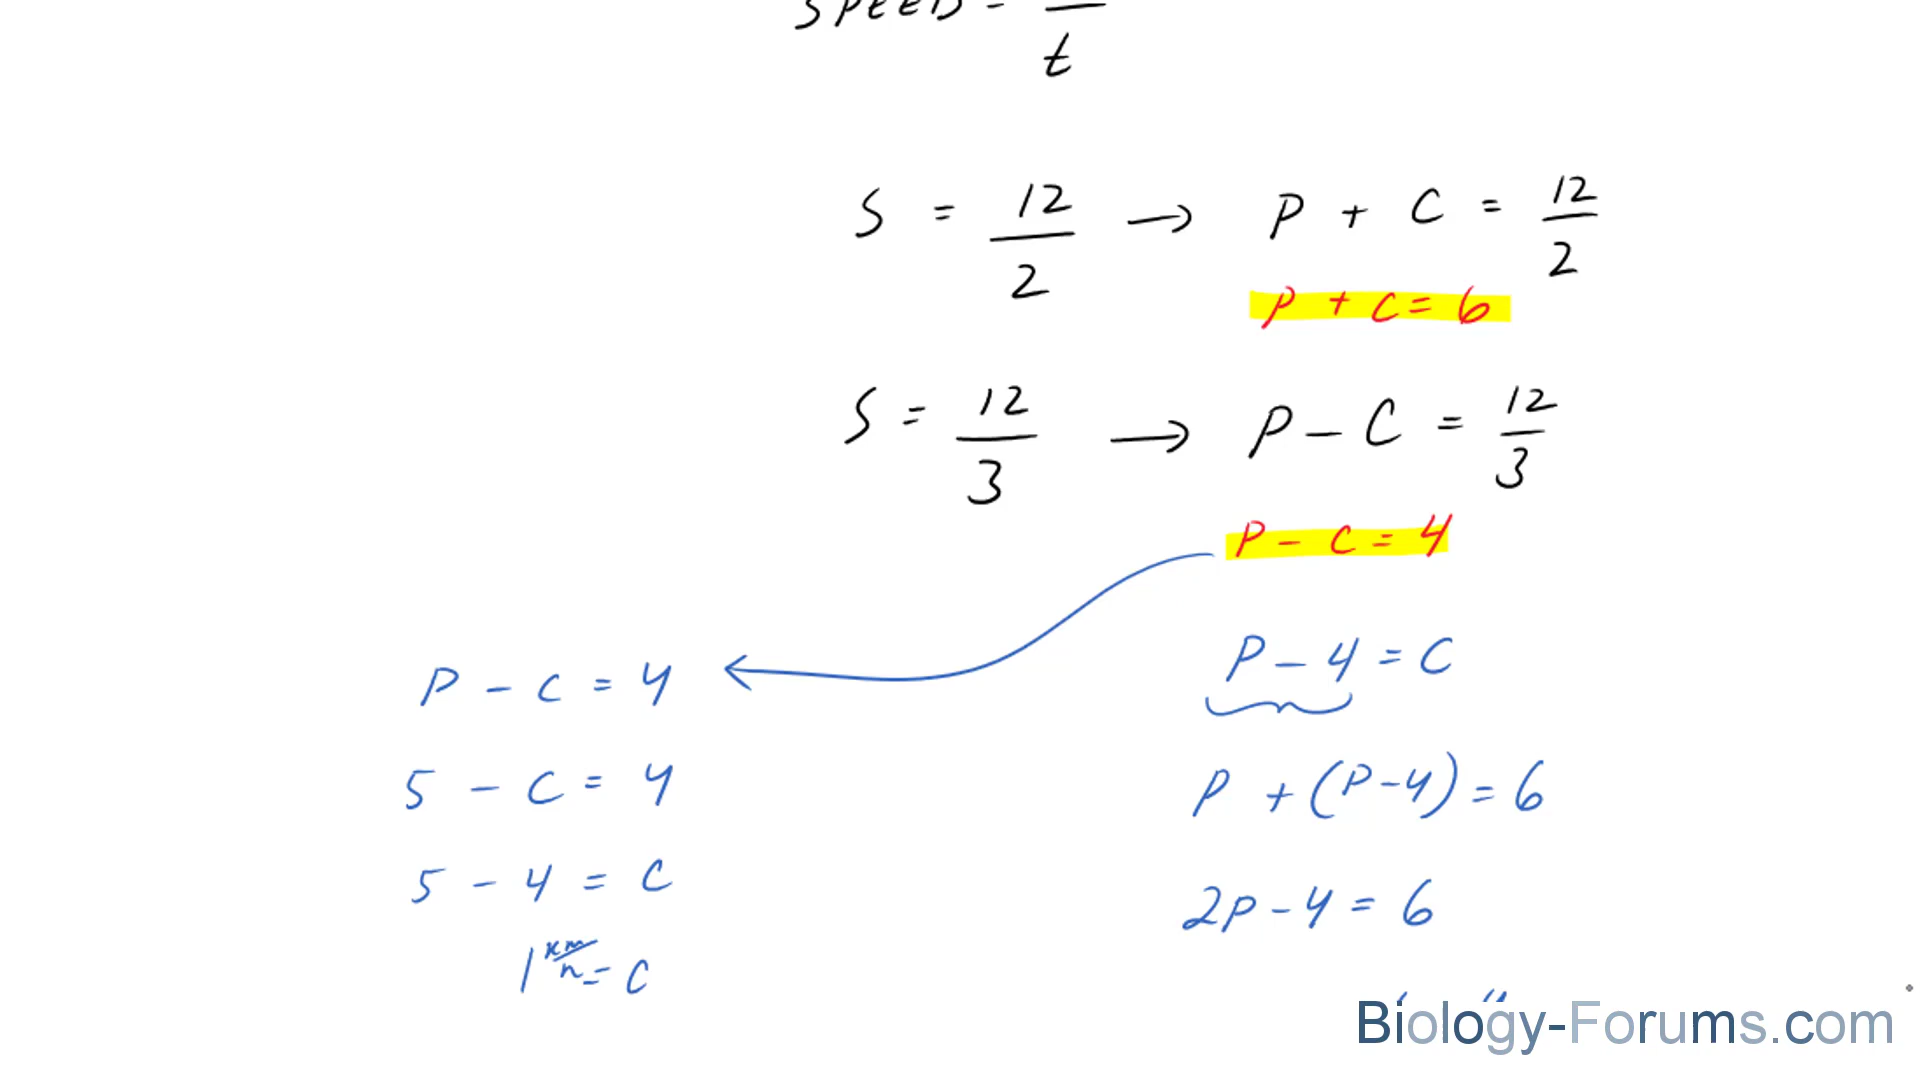 SPEED = —
t
S = 12/2 → P + C = 12/2
P + C = 6
S = 12/3 → P - C = 12/3
P - C = 4
P - C = 4
5 - C = 4
5 - 4 = C
1 km/h = C
P - 4 = C
P + (P-4) = 6
2P - 4 = 6
Biology-Forums.com